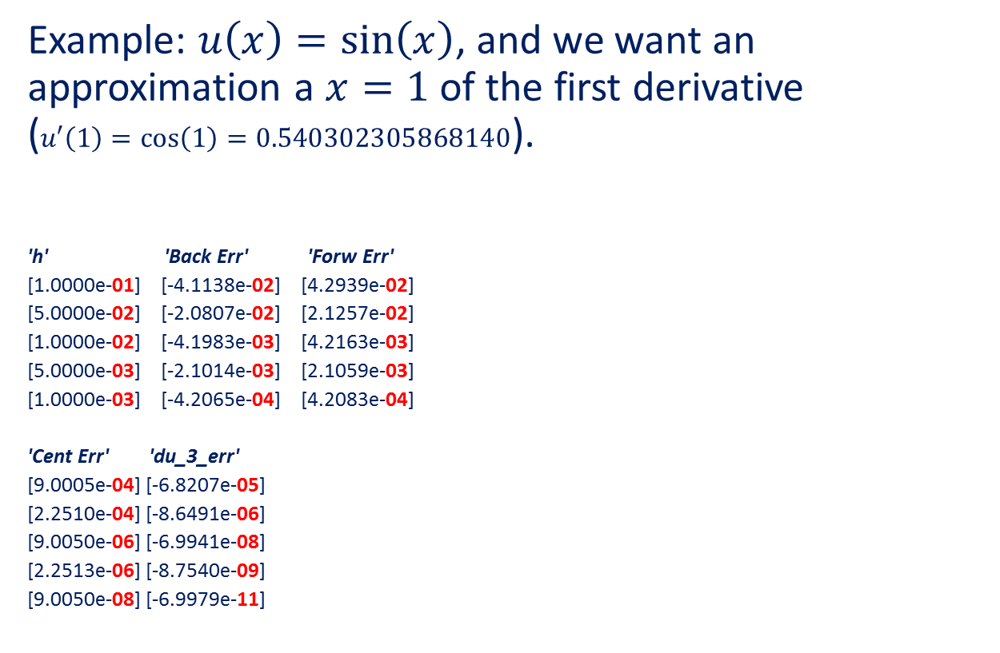 Example: u(x) = sin(x), and we want an
approximation a x = 1 of the first derivative
(u′(1) = cos(1) = 0.540302305868140).
'h' 'Back Err' 'Forw Err'
[1.0000e-01] [-4.1138e-02] [4.2939e-02]
[5.0000e-02] [-2.0807e-02] [2.1257e-02]
[1.0000e-02] [-4.1983e-03] [4.2163e-03]
[5.0000e-03] [-2.1014e-03] [2.1059e-03]
[1.0000e-03] [-4.2065e-04] [4.2083e-04]
'Cent Err' 'du_3_err'
[9.0005e-04] [-6.8207e-05]
[2.2510e-04] [-8.6491e-06]
[9.0050e-06] [-6.9941e-08]
[2.2513e-06] [-8.7540e-09]
[9.0050e-08] [-6.9979e-11]